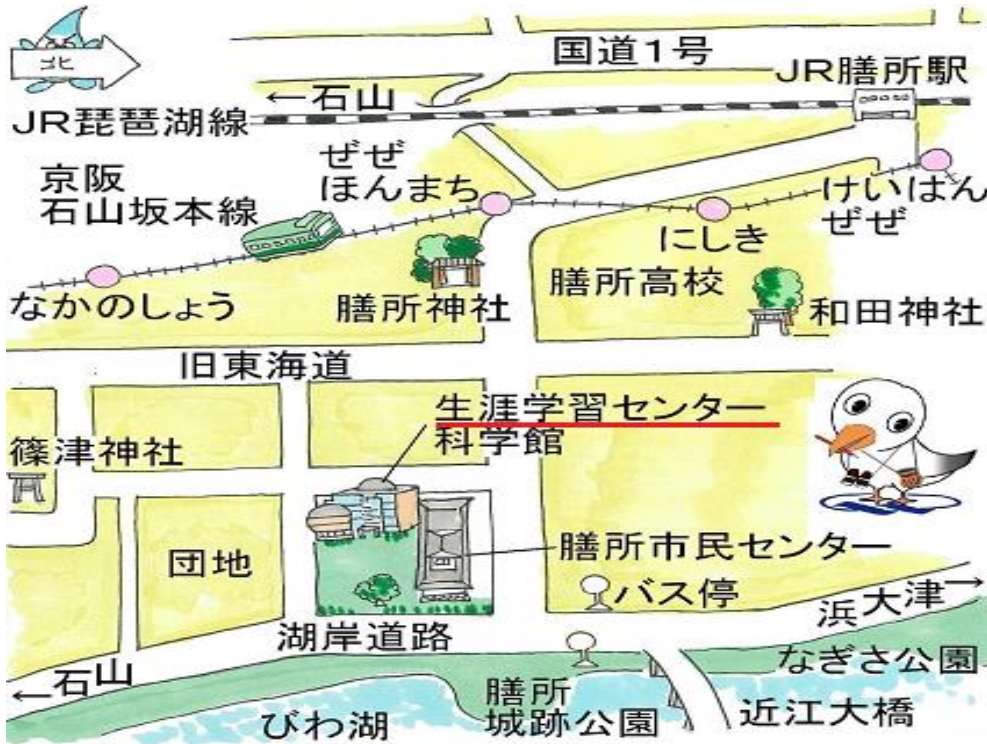 国道1号
北
JR膳所駅
←石山
JR琵琶湖線
ぜぜ
ほんまち
京阪
石山坂本線
けいはん
ぜぜ
にしき
なかのしょう
膳所神社
膳所高校
和田神社
旧東海道
生涯学習センター
科学館
篠津神社
団地
膳所市民センター
バス停
浜大津→
湖岸道路
←石山
なぎさ公園
びわ湖
膳所
城跡公園
近江大橋